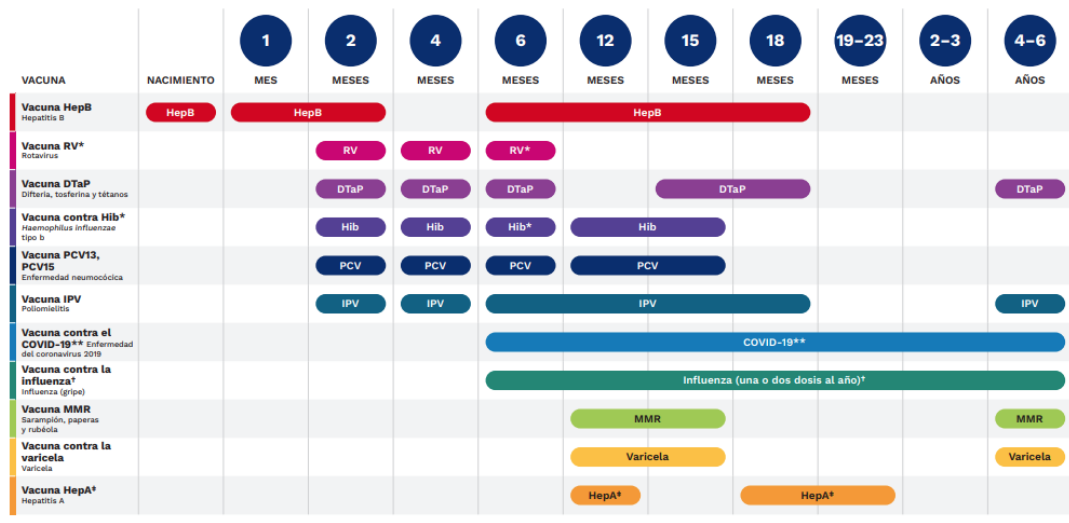 1 2 4 6 12 15 18 19–23 2–3 4–6
VACUNA NACIMIENTO MES MESES MESES MESES MESES MESES MESES MESES AÑOS AÑOS
Vacuna HepB
Hepatitis B
HepB HepB HepB
Vacuna RV*
Rotavirus
RV RV RV*
Vacuna DTaP
Difteria, tosferina y tétanos
DTaP DTaP DTaP DTaP DTaP
Vacuna contra Hib*
Haemophilus influenzae
tipo b
Hib Hib Hib* Hib
Vacuna PCV13,
PCV15
Enfermedad neumocócica
PCV PCV PCV PCV
Vacuna IPV
Poliomielitis
IPV IPV IPV IPV
Vacuna contra el
COVID-19** Enfermedad
del coronavirus 2019
COVID-19**
Vacuna contra la
influenza†
Influenza (gripe)
Influenza (una o dos dosis al año)†
Vacuna MMR
Sarampión, paperas
y rubéola
MMR MMR
Vacuna contra la
varicela
Varicela
Varicela Varicela
Vacuna HepA‡
Hepatitis A
HepA‡ HepA‡